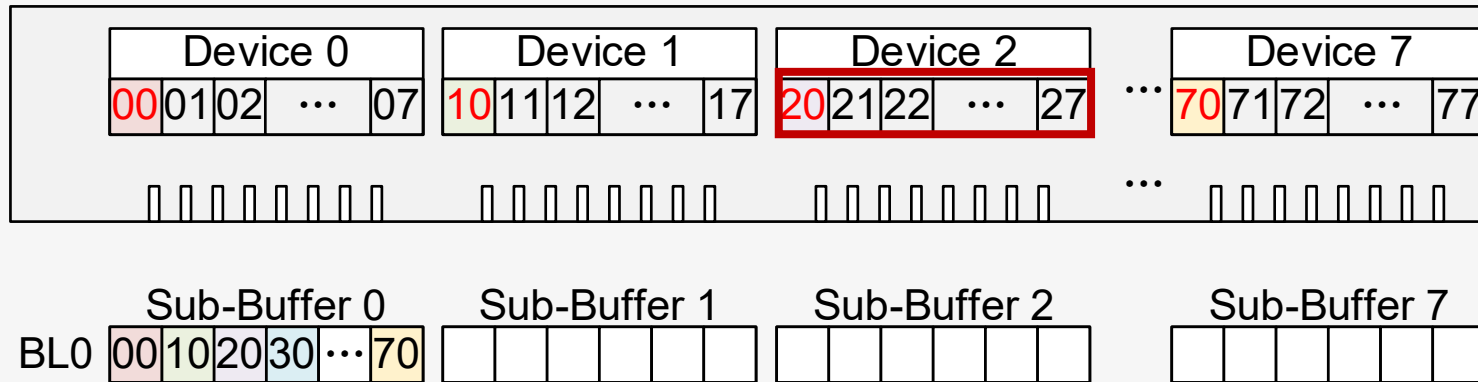 Device 0 Device 1 Device 2 Device 7
00 01 02 ... 07 10 11 12 ... 17 20 21 22 ... 27 ... 70 71 72 ... 77
...
Sub-Buffer 0 Sub-Buffer 1 Sub-Buffer 2 Sub-Buffer 7
BL0 00 10 20 30 ... 70